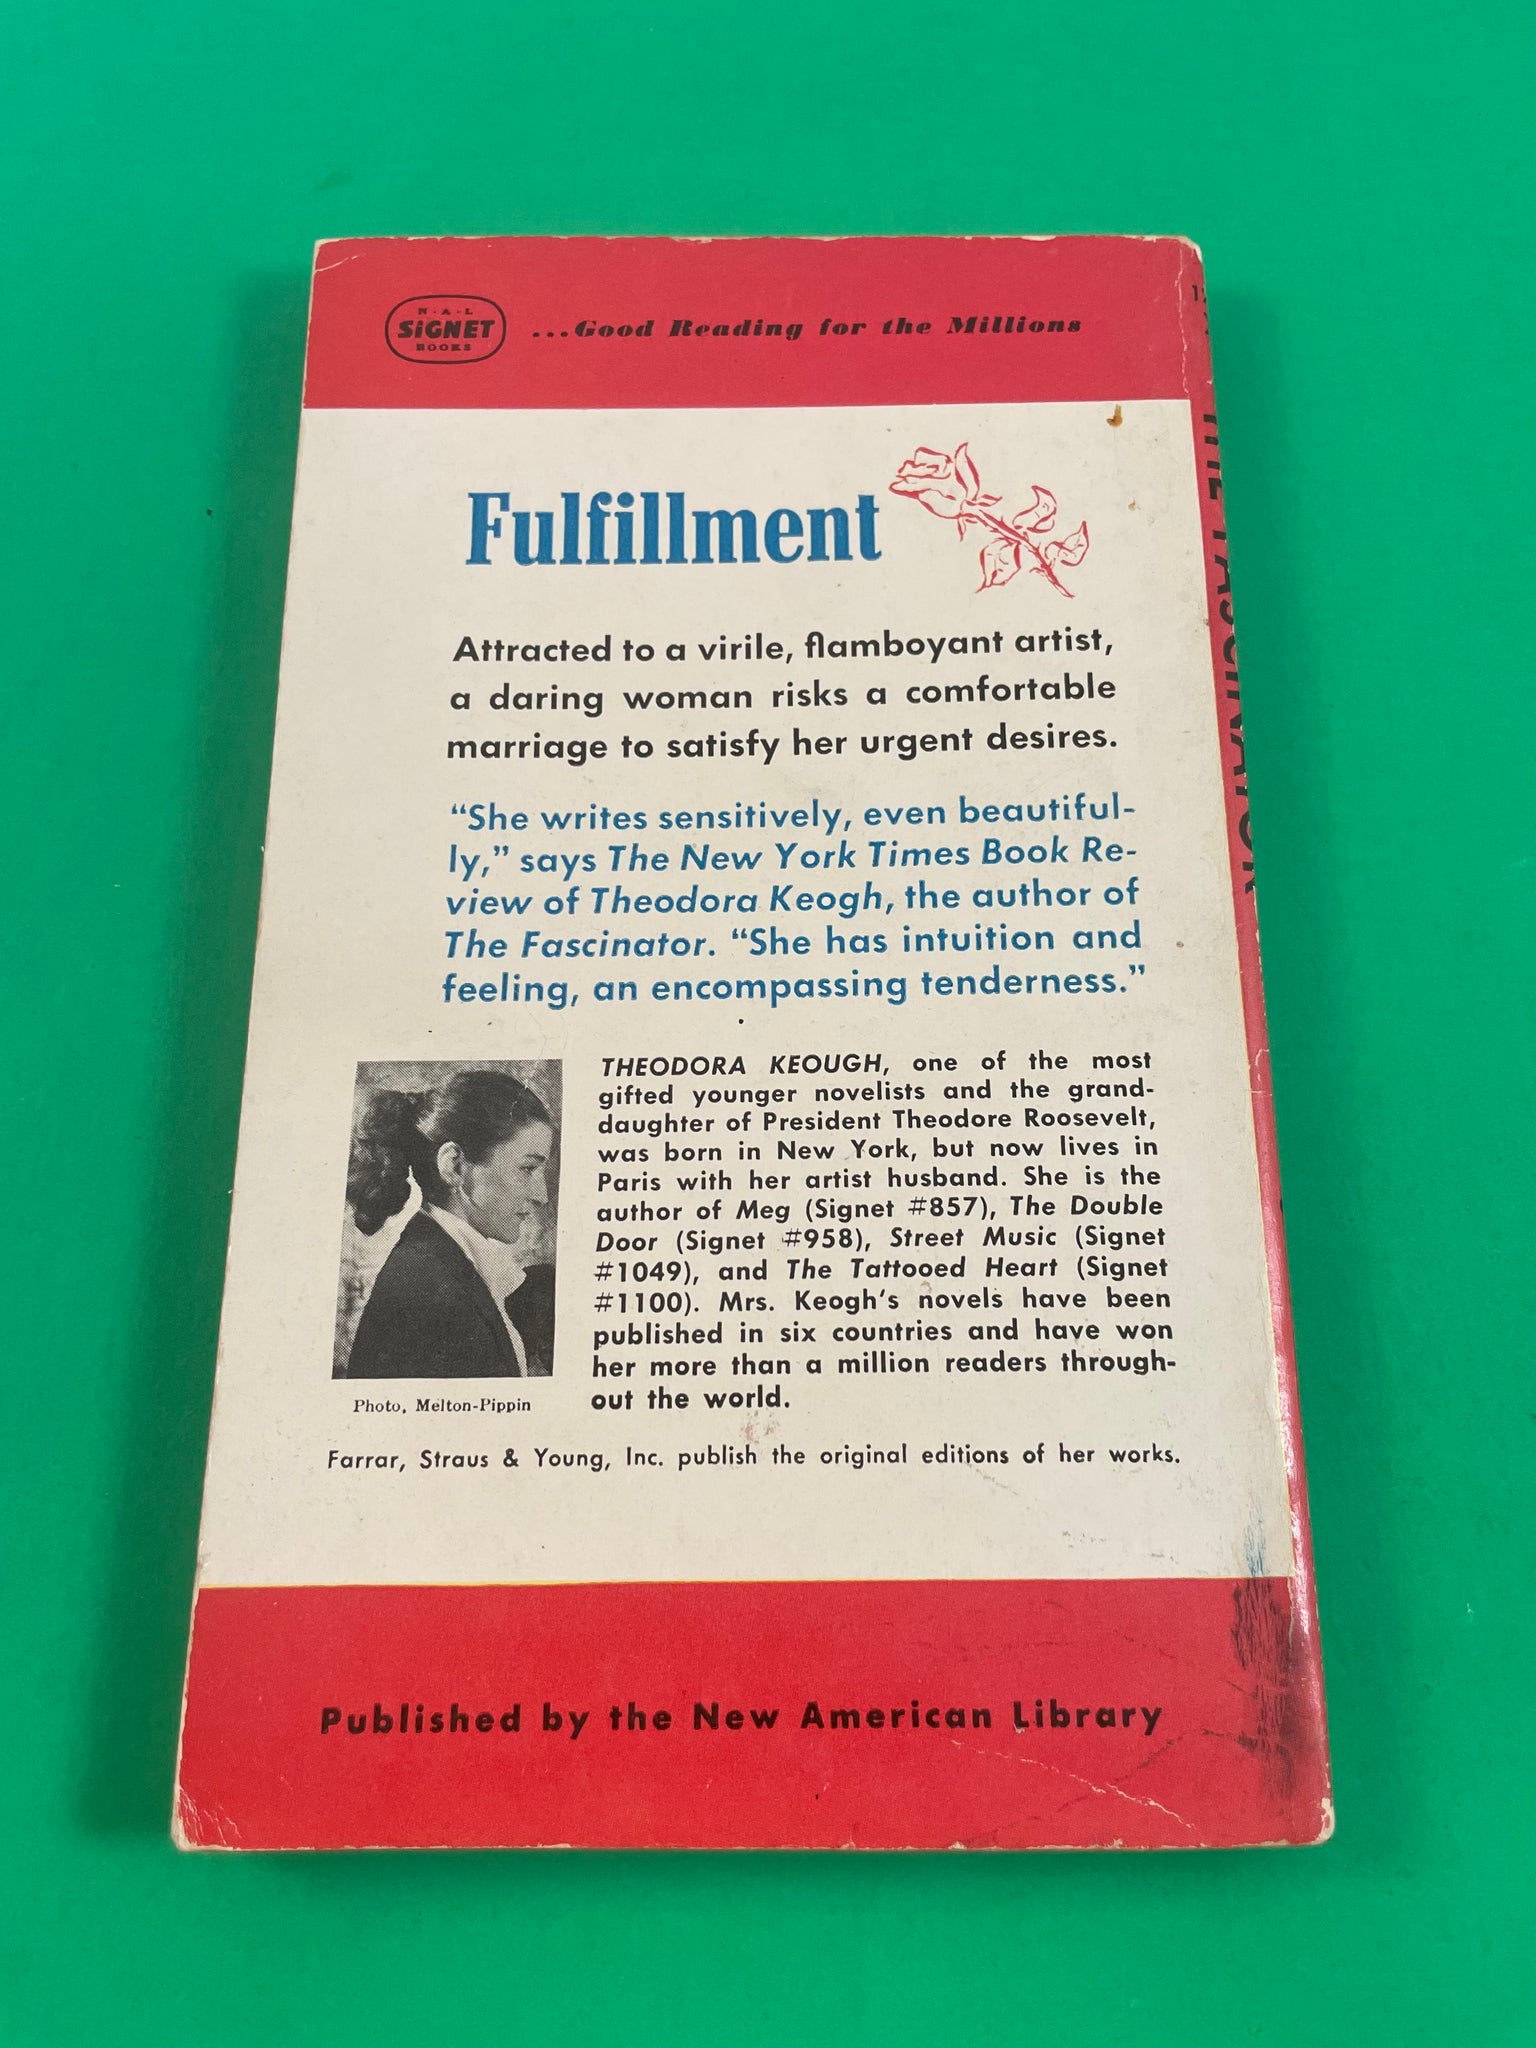 N·A·L
SIGNET
BOOKS
...Good Reading for the Millions
Fulfillment
Attracted to a virile, flamboyant artist,
a daring woman risks a comfortable
marriage to satisfy her urgent desires.
“She writes sensitively, even beautiful-
ly,” says The New York Times Book Re-
view of Theodora Keogh, the author of
The Fascinator. “She has intuition and
feeling, an encompassing tenderness.”
THEODORA KEOUGH, one of the most
gifted younger novelists and the grand-
daughter of President Theodore Roosevelt,
was born in New York, but now lives in
Paris with her artist husband. She is the
author of Meg (Signet #857), The Double
Door (Signet #958), Street Music (Signet
#1049), and The Tattooed Heart (Signet
#1100). Mrs. Keogh's novels have been
published in six countries and have won
her more than a million readers through-
out the world.
Photo, Melton-Pippin
Farrar, Straus & Young, Inc. publish the original editions of her works.
Published by the New American Library
THE FASCINATOR